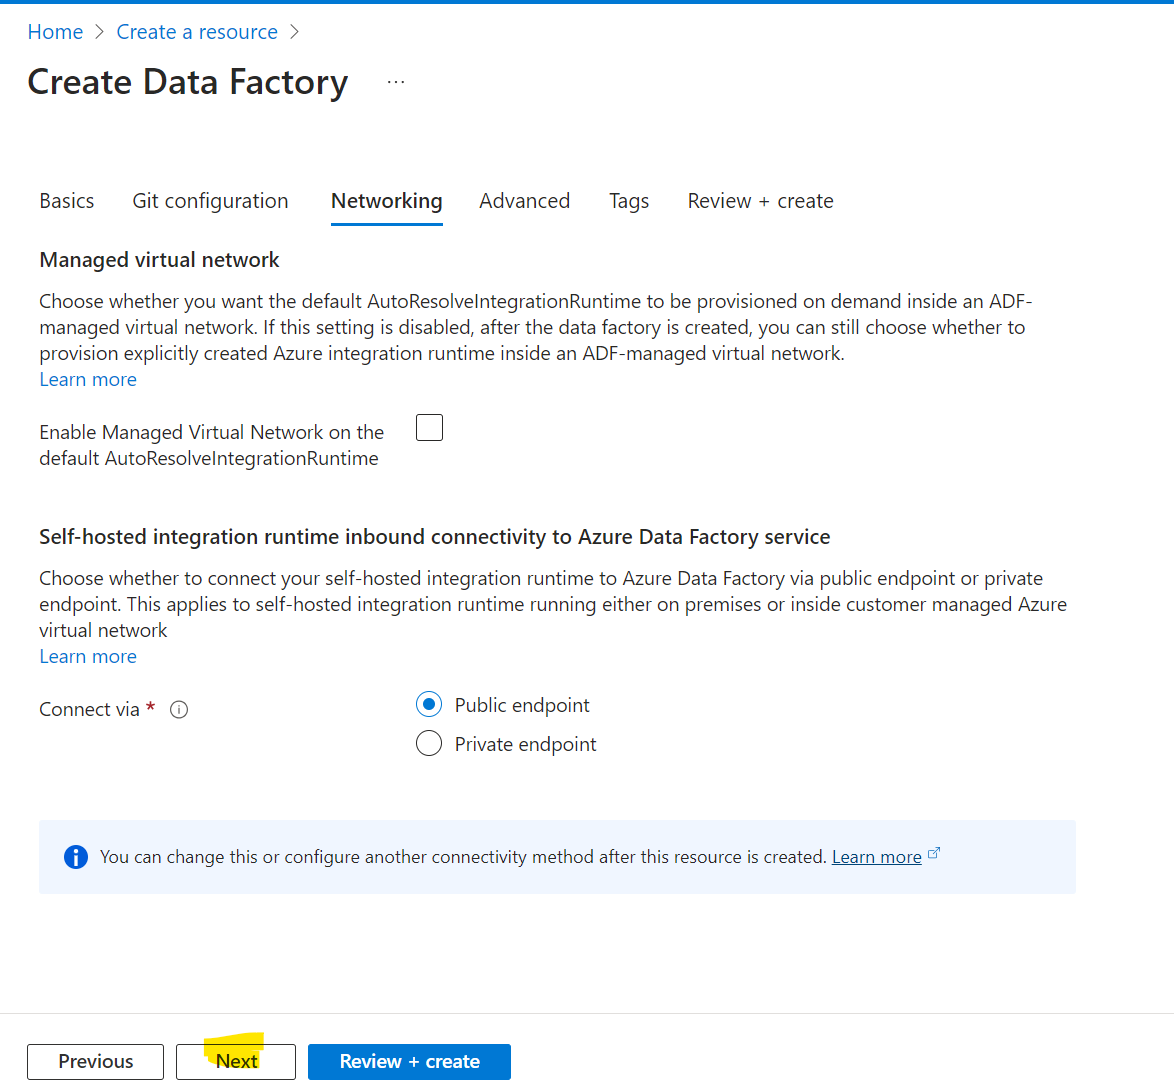 Home > Create a resource >
Create Data Factory ...
Basics Git configuration Networking Advanced Tags Review + create
Managed virtual network
Choose whether you want the default AutoResolveIntegrationRuntime to be provisioned on demand inside an ADF-
managed virtual network. If this setting is disabled, after the data factory is created, you can still choose whether to
provision explicitly created Azure integration runtime inside an ADF-managed virtual network.
Learn more
Enable Managed Virtual Network on the
default AutoResolveIntegrationRuntime
Self-hosted integration runtime inbound connectivity to Azure Data Factory service
Choose whether to connect your self-hosted integration runtime to Azure Data Factory via public endpoint or private
endpoint. This applies to self-hosted integration runtime running either on premises or inside customer managed Azure
virtual network
Learn more
Connect via * Public endpoint
Private endpoint
You can change this or configure another connectivity method after this resource is created. Learn more
Previous Next Review + create